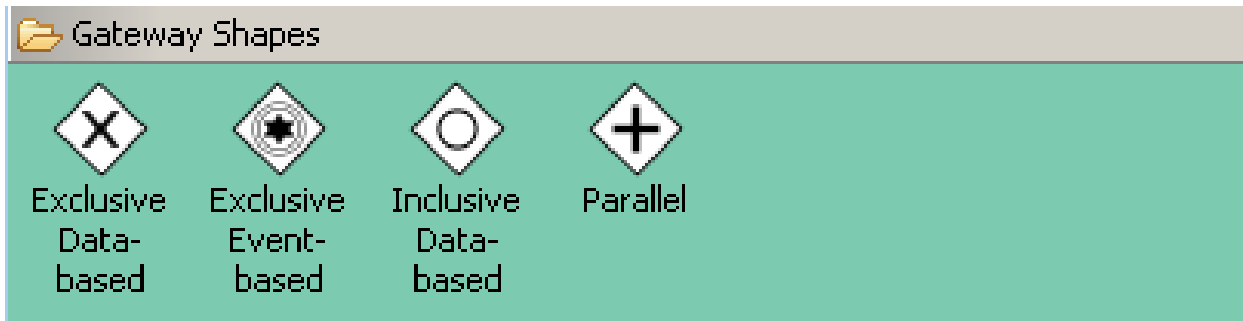 Gateway Shapes
Exclusive Data-based
Exclusive Event-based
Inclusive Data-based
Parallel